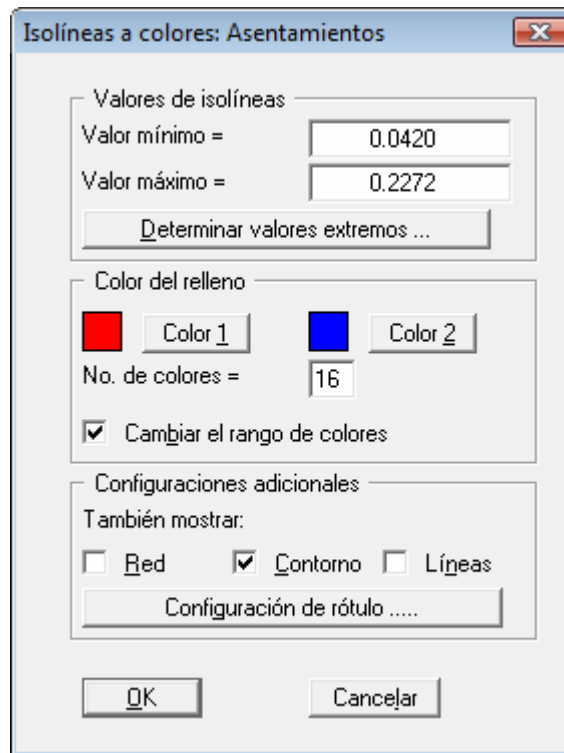 Isolíneas a colores: Asentamientos
Valores de isolíneas
Valor mínimo = 0.0420
Valor máximo = 0.2272
Determinar valores extremos ...
Color del relleno
Color 1 Color 2
No. de colores = 16
Cambiar el rango de colores
Configuraciones adicionales
También mostrar:
Red Contorno Líneas
Configuración de rótulo .....
OK Cancelar